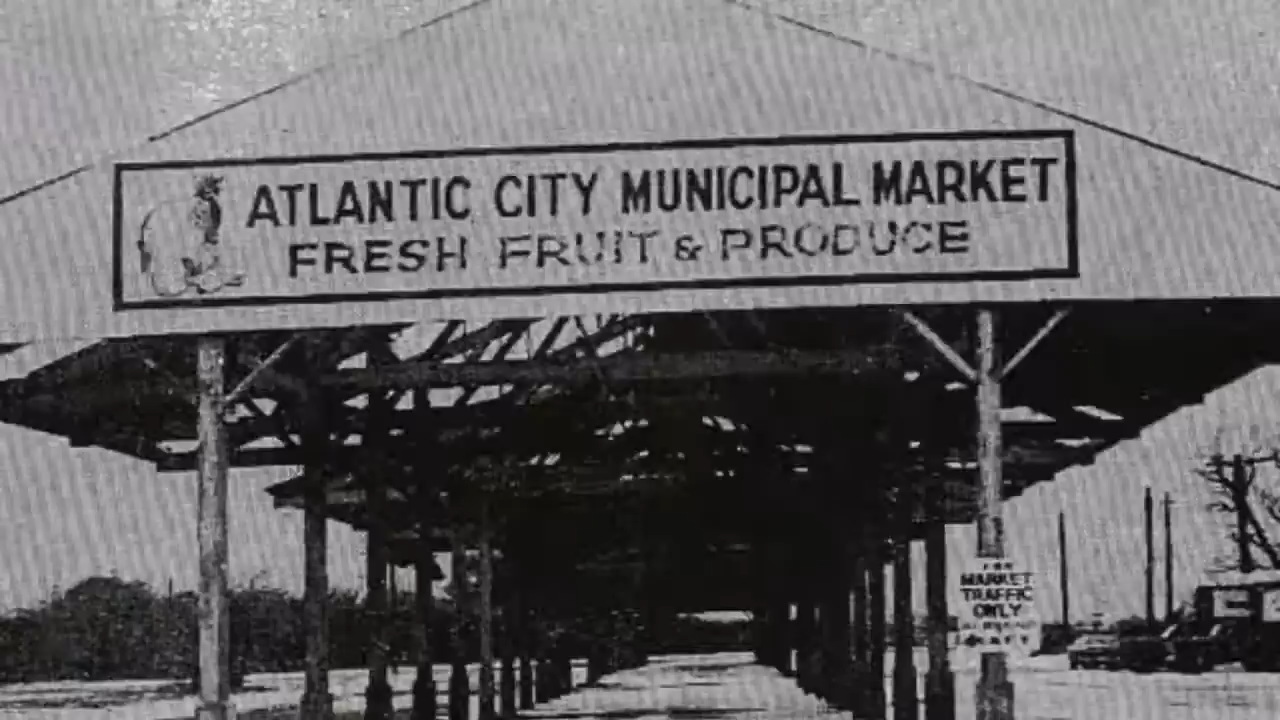 ATLANTIC CITY MUNICIPAL MARKET
FRESH FRUIT & PRODUCE
MARKET
TRAFFIC
ONLY